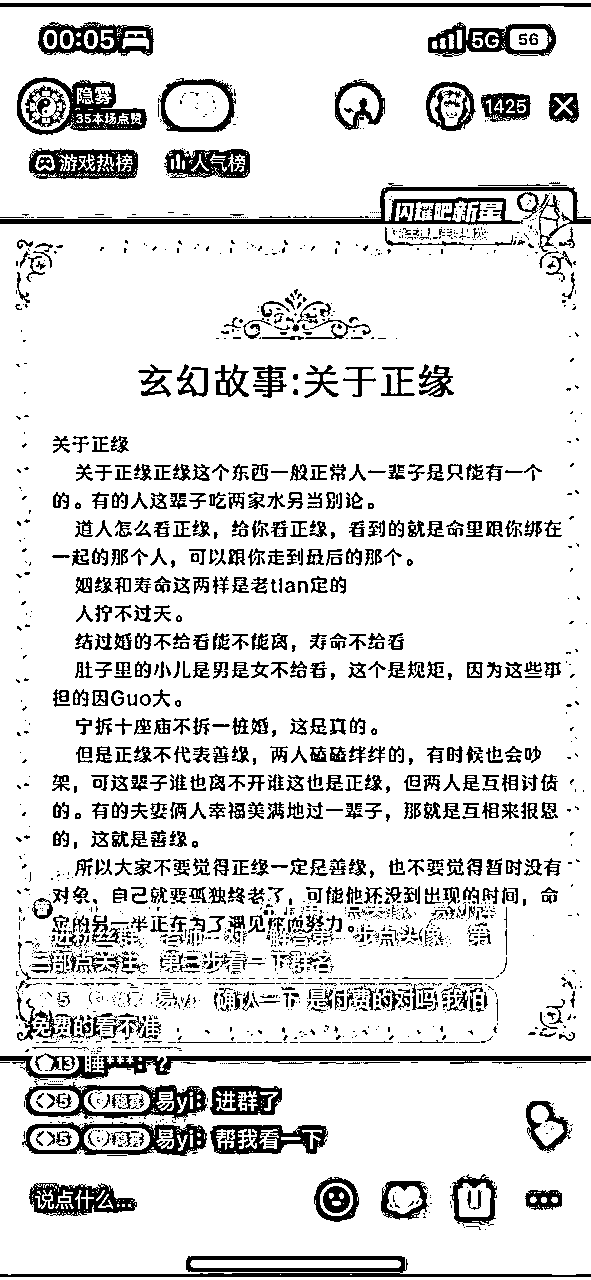 00:05
5G 56
隐雾
35本场点赞
1425
游戏热榜 人气榜
闪耀吧新星
玄幻故事:关于正缘
关于正缘
关于正缘正缘这个东西一般正常人一辈子是只能有一个
的。有的人这辈子吃两家水另当别论。
道人怎么看正缘，给你看正缘，看到的就是命里跟你绑在
一起的那个人，可以跟你走到最后的那个。
姻缘和寿命这两样是老tian定的
人拧不过天。
结过婚的不给看能不能离，寿命不给看
肚子里的小儿是男是女不给看，这个是规矩，因为这些事
担的因Guo大。
宁拆十座庙不拆一桩婚，这是真的。
但是正缘不代表善缘，两人磕磕绊绊的，有时候也会吵
架，可这辈子谁也离不开谁这也是正缘，但两人是互相讨债
的。有的夫妻俩人幸福美满地过一辈子，那就是互相来报恩
的，这就是善缘。
所以大家不要觉得正缘一定是善缘，也不要觉得暂时没有
对象，自己就要孤独终老了，可能他还没到出现的时间，命
定的另一半正在为了遇见你而努力。
步点头像 第
三部点关注。第三步看一下群名
5 易yi: 确认一下 是付费的对吗 我怕
免费的看不准
13 睡***: ?
5 隐雾 易yi: 进群了
5 隐雾 易yi: 帮我看一下
说点什么...